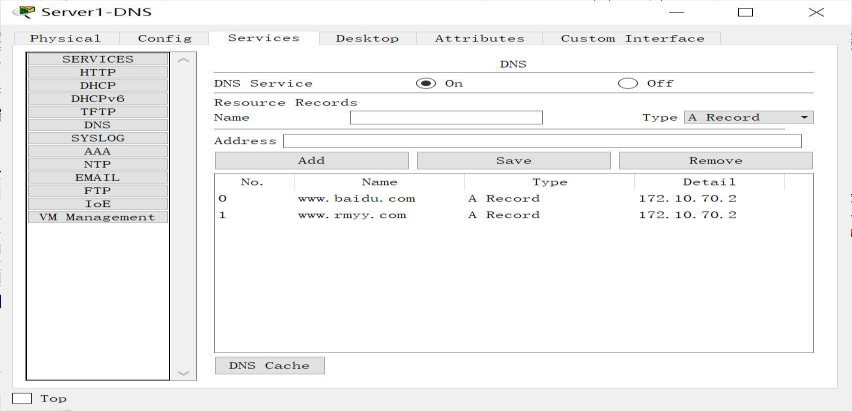 Server1-DNS
Physical Config Services Desktop Attributes Custom Interface
SERVICES
HTTP
DHCP
DHCPv6
TFTP
DNS
SYSLOG
AAA
NTP
EMAIL
FTP
IoE
VM Management
DNS
DNS Service On Off
Resource Records
Name Type A Record
Address
Add Save Remove
No. Name Type Detail
0 www.baidu.com A Record 172.10.70.2
1 www.rmyy.com A Record 172.10.70.2
DNS Cache
Top